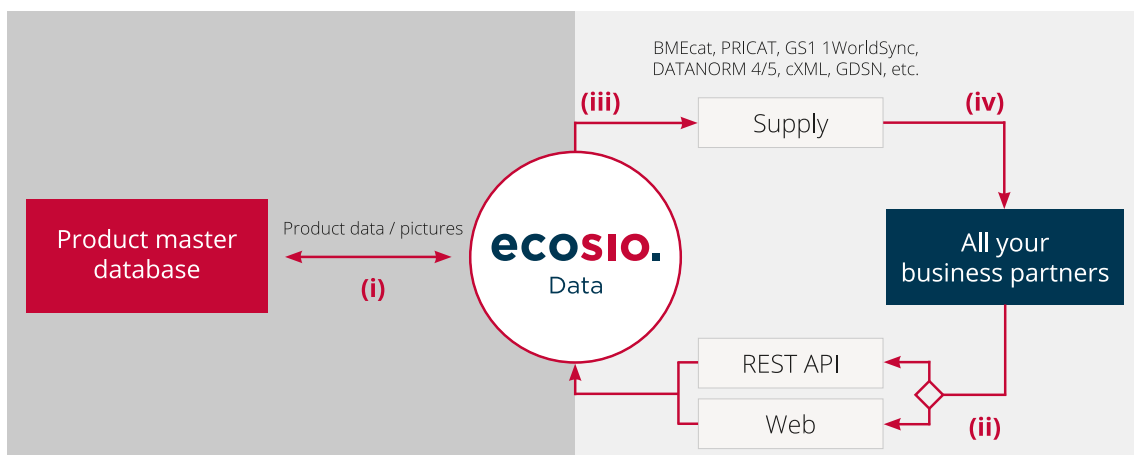 BMEcat, PRICAT, GS1 1WorldSync,
DATANORM 4/5, cXML, GDSN, etc.
(iii)
(iv)
Supply
Product master
database
Product data / pictures
(i)
ecosio.
Data
All your
business partners
REST API
Web
(ii)